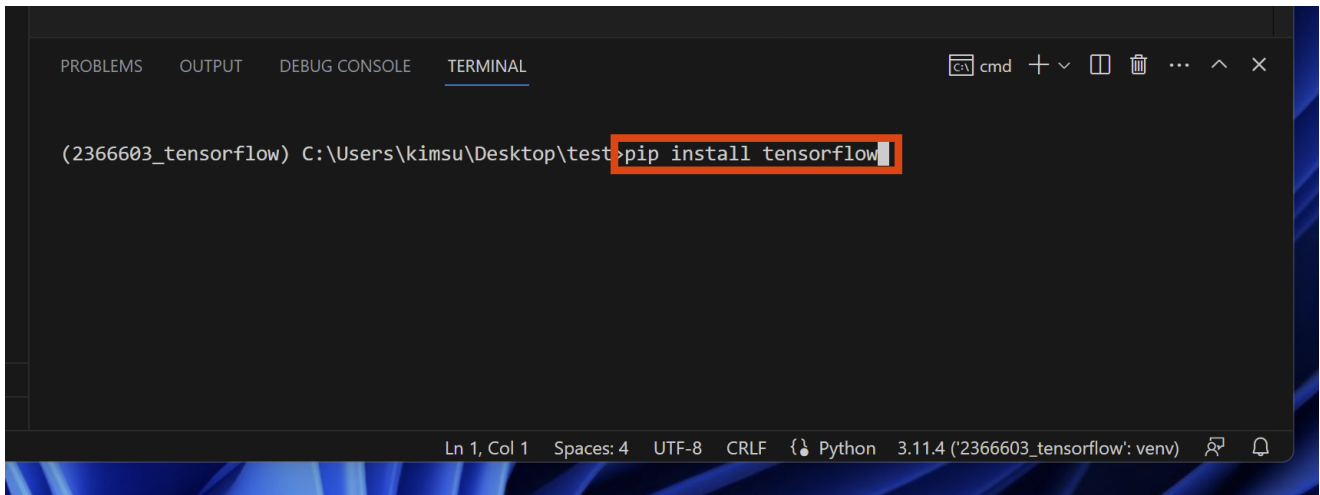 PROBLEMS OUTPUT DEBUG CONSOLE TERMINAL cmd
(2366603_tensorflow) C:\Users\kimsu\Desktop\test>pip install tensorflow
Ln 1, Col 1 Spaces: 4 UTF-8 CRLF Python 3.11.4 ('2366603_tensorflow': venv)